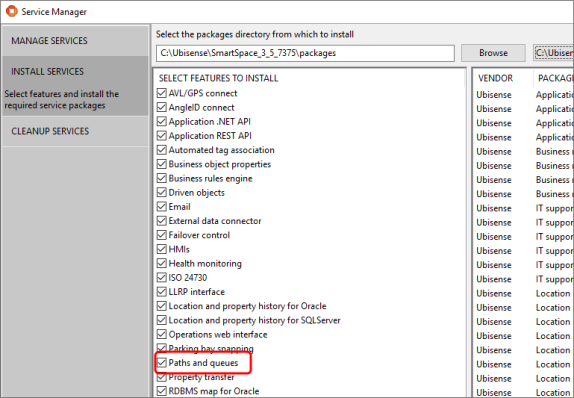 Service Manager
MANAGE SERVICES
INSTALL SERVICES
Select features and install the
required service packages
CLEANUP SERVICES
Select the packages directory from which to install
C:\Ubisense\SmartSpace_3_5_7375\packages
Browse
C:\Ubisen
SELECT FEATURES TO INSTALL
AVL/GPS connect
AngleID connect
Application .NET API
Application REST API
Automated tag association
Business object properties
Business rules engine
Driven objects
Email
External data connector
Failover control
HMIs
Health monitoring
ISO 24730
LLRP interface
Location and property history for Oracle
Location and property history for SQLServer
Operations web interface
Parking bay snapping
Paths and queues
Property transfer
RDBMS map for Oracle
VENDOR PACKAG
Ubisense Applicatio
Ubisense Applicatio
Ubisense Applicatio
Ubisense Applicatio
Ubisense Business r
Ubisense Business r
Ubisense Business r
Ubisense Business r
Ubisense IT suppor
Ubisense IT suppor
Ubisense IT suppor
Ubisense IT suppor
Ubisense IT suppor
Ubisense IT suppor
Ubisense Location
Ubisense Location
Ubisense Location
Ubisense Location
Ubisense Location
Ubisense Location
Ubisense Location
Ubisense Location